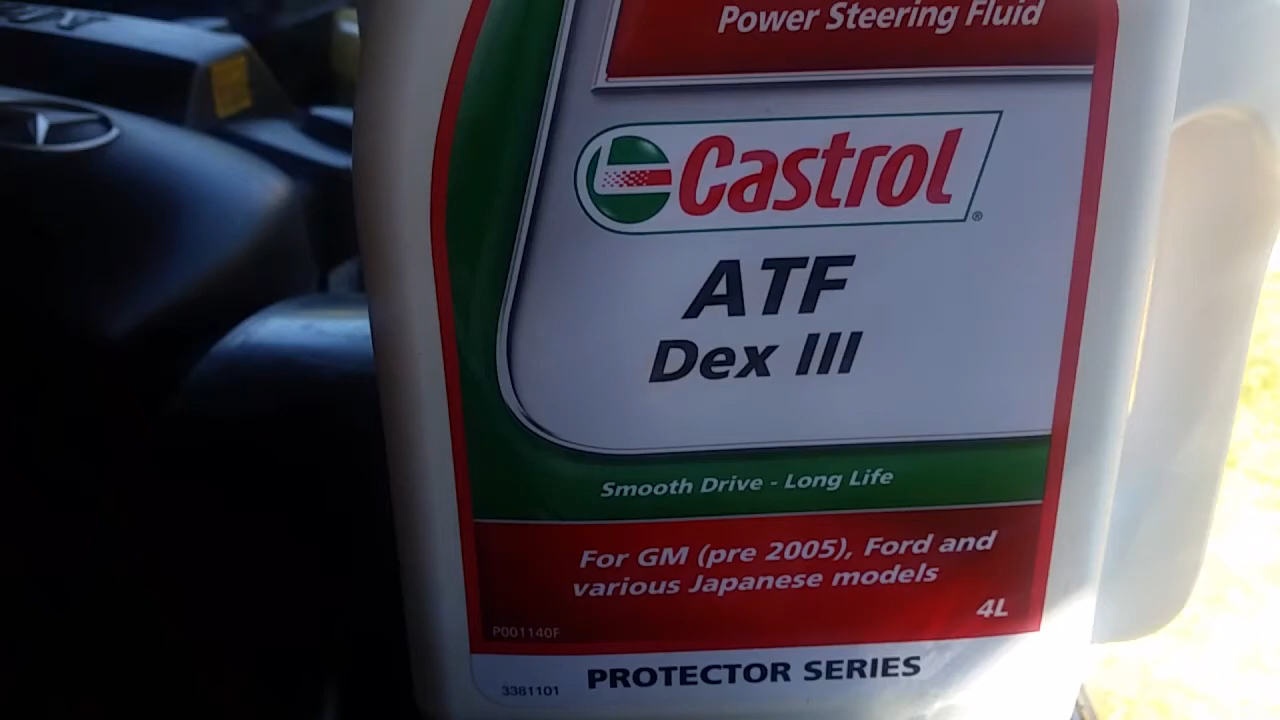 Power Steering Fluid
Castrol
®
ATF
Dex III
Smooth Drive - Long Life
For GM (pre 2005), Ford and
various Japanese models
4L
P001140F
3381101
PROTECTOR SERIES